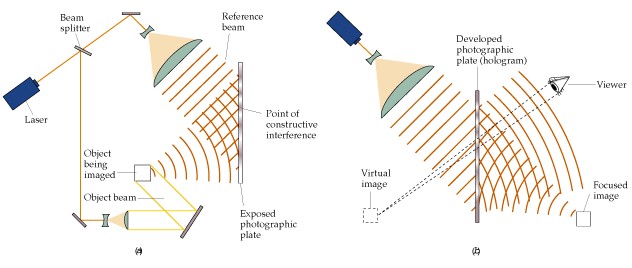 Beam
splitter
Reference
beam
Laser
Point of
constructive
interference
Object
being
imaged
Object beam
Exposed
photographic
plate
(a)
Developed
photographic
plate (hologram)
Viewer
Virtual
image
Focused
image
(b)